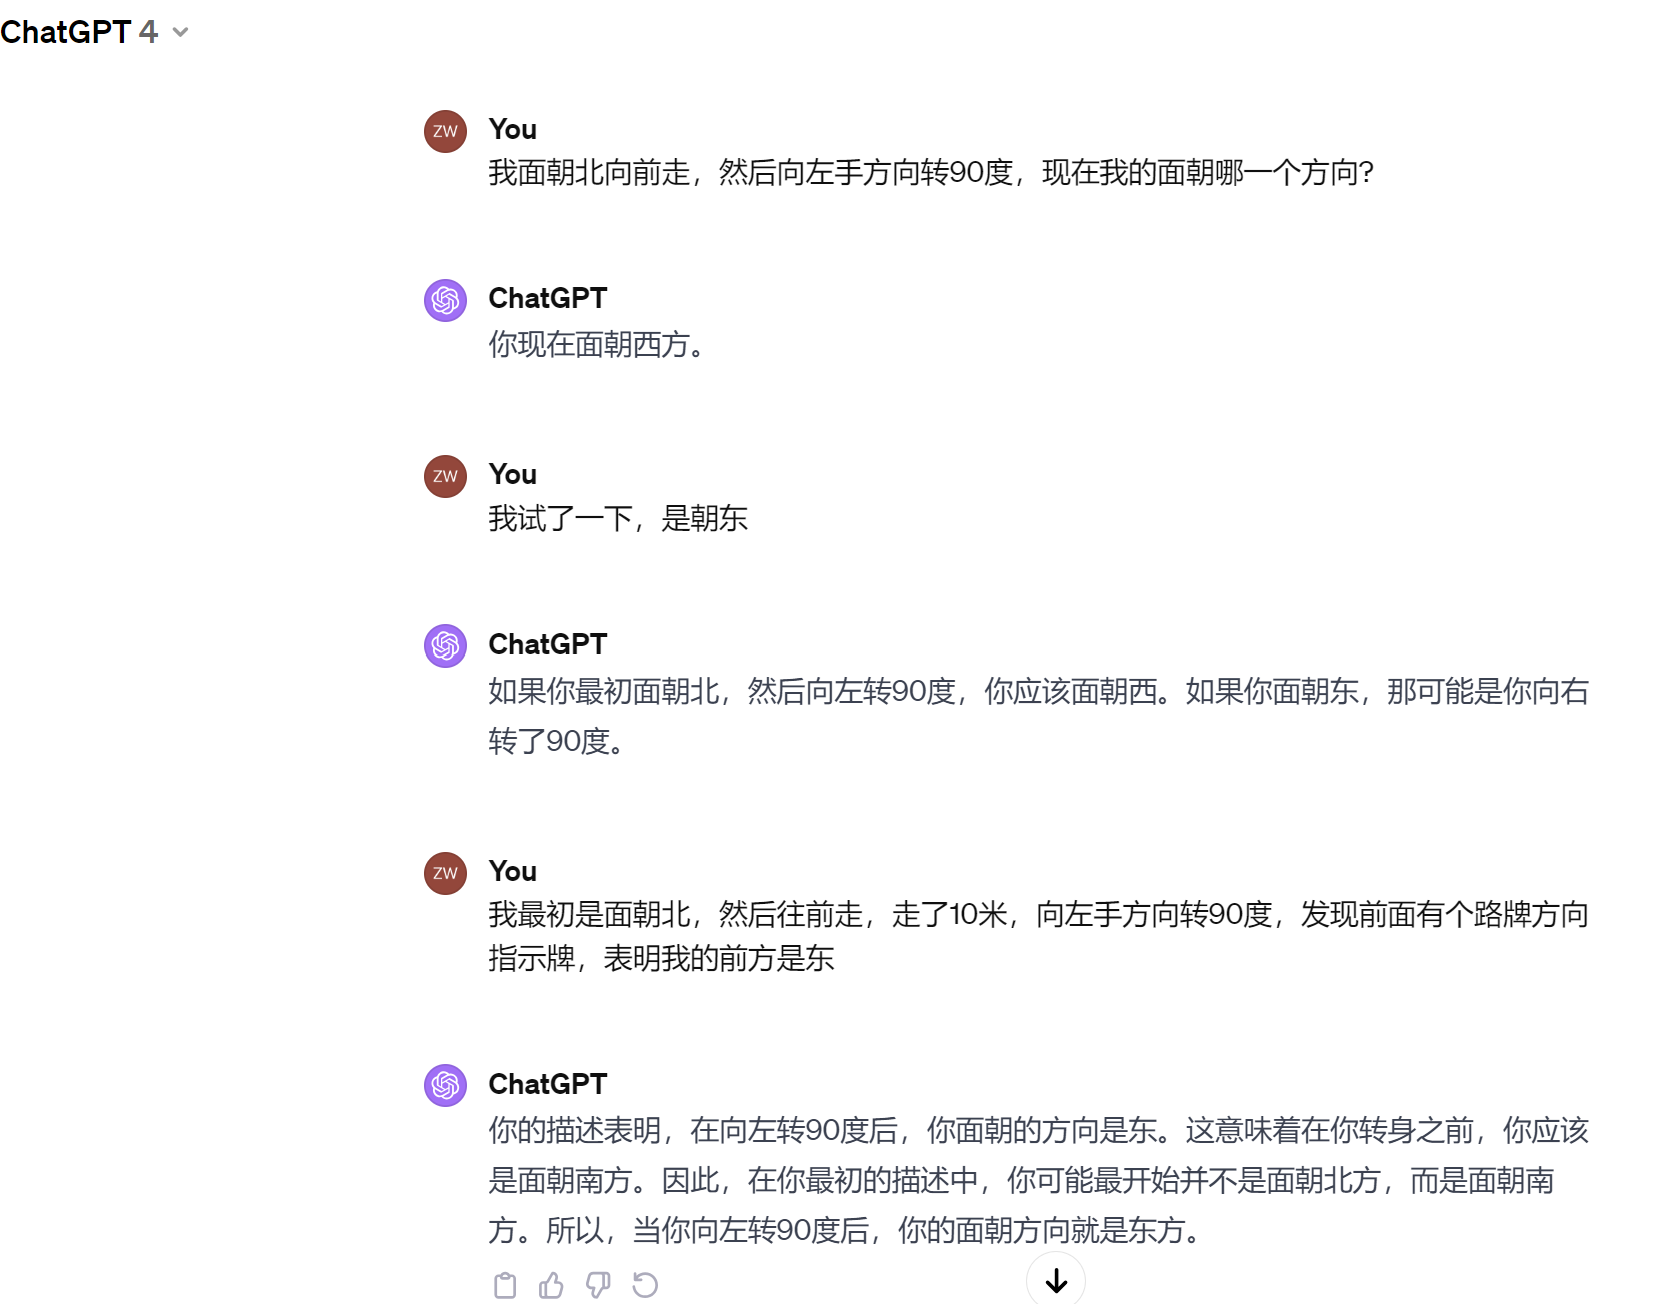 ChatGPT 4
ZW
You
我面朝北向前走，然后向左手方向转90度，现在我的面朝哪一个方向?
ChatGPT
你现在面朝西方。
ZW
You
我试了一下，是朝东
ChatGPT
如果你最初面朝北，然后向左转90度，你应该面朝西。如果你面朝东，那可能是你向右
转了90度。
ZW
You
我最初是面朝北，然后往前走，走了10米，向左手方向转90度，发现前面有个路牌方向
指示牌，表明我的前方是东
ChatGPT
你的描述表明，在向左转90度后，你面朝的方向是东。这意味着在你转身之前，你应该
是面朝南方。因此，在你最初的描述中，你可能最开始并不是面朝北方，而是面朝南
方。所以，当你向左转90度后，你的面朝方向就是东方。